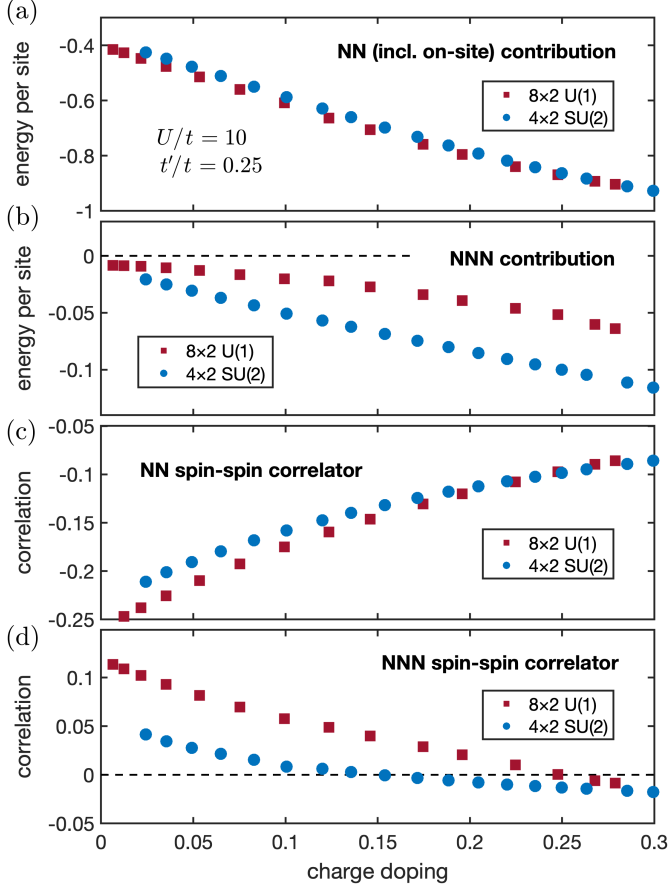 (a)
-0.4
-0.6
-0.8
-1
energy per site
NN (incl. on-site) contribution
8×2 U(1)
4×2 SU(2)
U/t = 10
t′/t = 0.25
(b)
0
-0.05
-0.1
energy per site
NNN contribution
8×2 U(1)
4×2 SU(2)
(c)
-0.05
-0.1
-0.15
-0.2
-0.25
correlation
NN spin-spin correlator
8×2 U(1)
4×2 SU(2)
(d)
0.1
0.05
0
-0.05
correlation
NNN spin-spin correlator
8×2 U(1)
4×2 SU(2)
0 0.05 0.1 0.15 0.2 0.25 0.3
charge doping